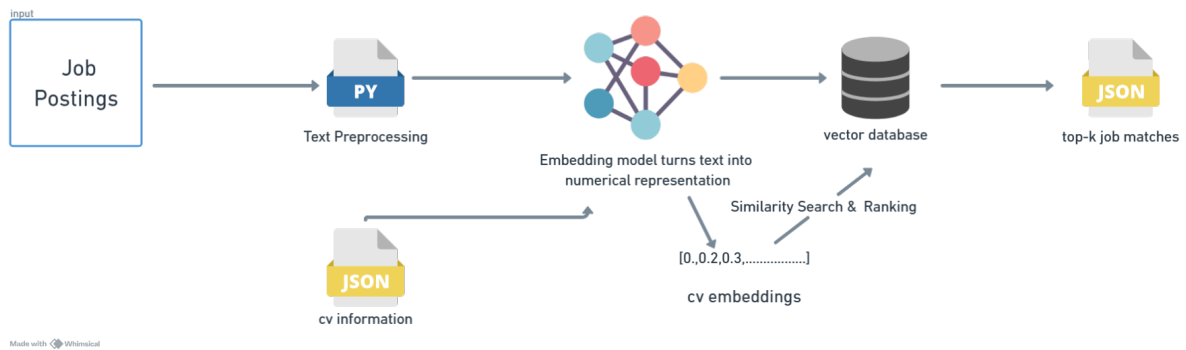 input
Job
Postings
PY
Text Preprocessing
Embedding model turns text into
numerical representation
vector database
JSON
top-k job matches
Similarity Search & Ranking
JSON
cv information
[0.,0.2,0.3,.................]
cv embeddings
Made with Whimsical